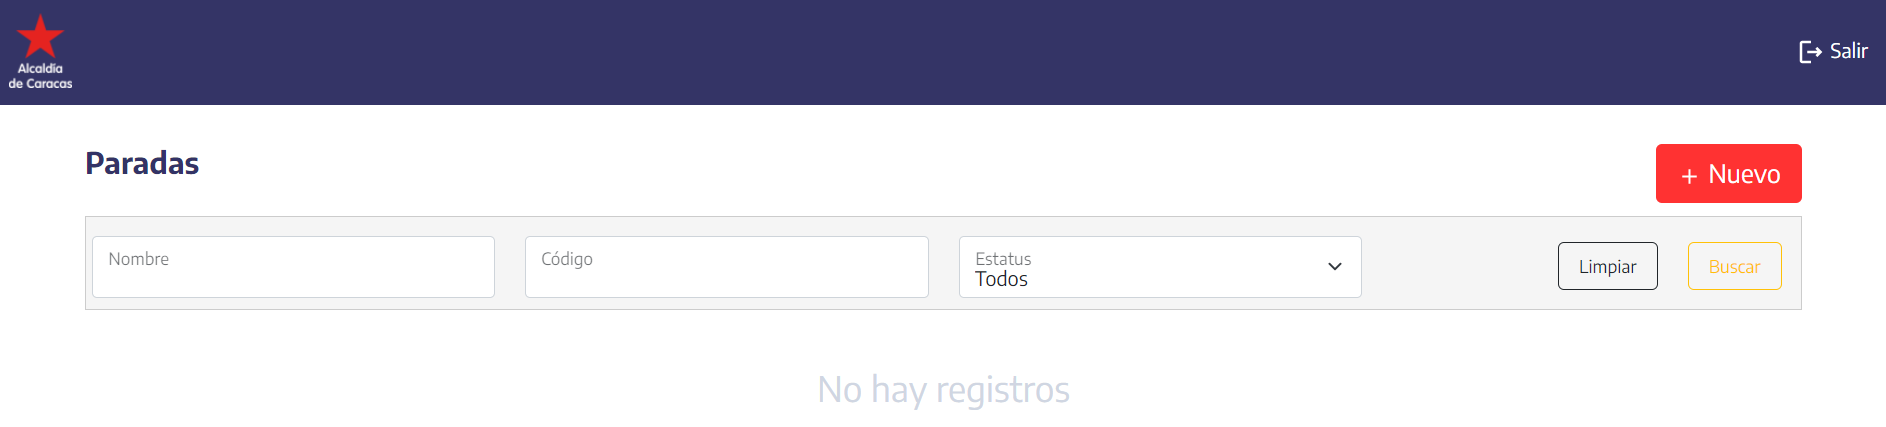 Alcaldía
de Caracas
Salir
Paradas
+ Nuevo
Nombre
Código
Estatus
Todos
Limpiar
Buscar
No hay registros